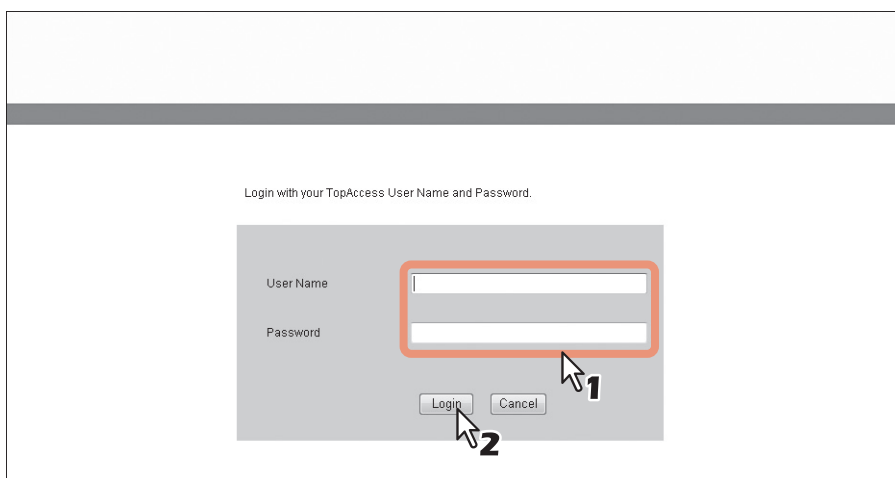 Login with your TopAccess User Name and Password.
User Name
Password
1
Login Cancel
2